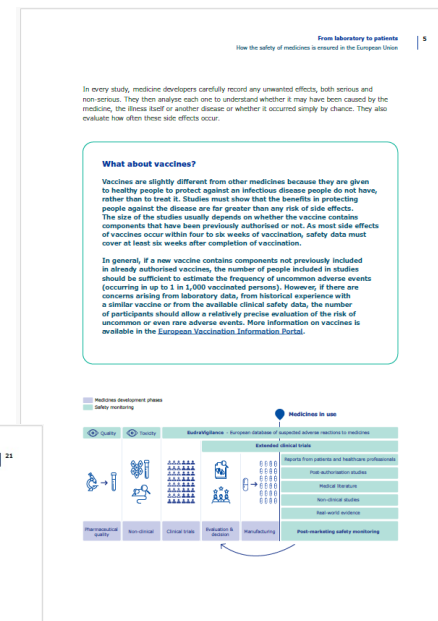 From laboratory to patients
5
How the safety of medicines is ensured in the European Union
In every study, medicine developers carefully record any unwanted effects, both serious and
non-serious. They then analyse each one to understand whether it may have been caused by the
medicine, the illness itself or another disease or whether it occurred simply by chance. They also
evaluate how often these side effects occur.
What about vaccines?
Vaccines are slightly different from other medicines because they are given
to healthy people to protect against an infectious disease people do not have,
rather than to treat it. Studies must show that the benefits in protecting
people against the disease are far greater than any risk of side effects.
The size of the studies usually depends on whether the vaccine contains
components that have been previously authorised or not. As most side effects
of vaccines occur within four to six weeks of vaccination, safety data must
cover at least six weeks after completion of vaccination.
In general, if a new vaccine contains components not previously included
in already authorised vaccines, the number of people included in studies
should be sufficient to estimate the frequency of uncommon adverse events
(occurring in up to 1 in 1,000 vaccinated persons). However, if there are
concerns arising from laboratory data, from historical experience with
a similar vaccine or from the available clinical safety data, the number
of participants should allow a relatively precise evaluation of the risk of
uncommon or even rare adverse events. More information on vaccines is
available in the European Vaccination Information Portal.
Medicines development phases
Safety monitoring
Medicines in use
Quality
Toxicity
EudraVigilance - European database of suspected adverse reactions to medicines
Extended clinical trials
Reports from patients and healthcare professionals
Post-authorisation studies
Medical literature
Non-clinical studies
Real-world evidence
Pharmaceutical quality
Non-clinical
Clinical trials
Evaluation & decision
Manufacturing
Post-marketing safety monitoring
21